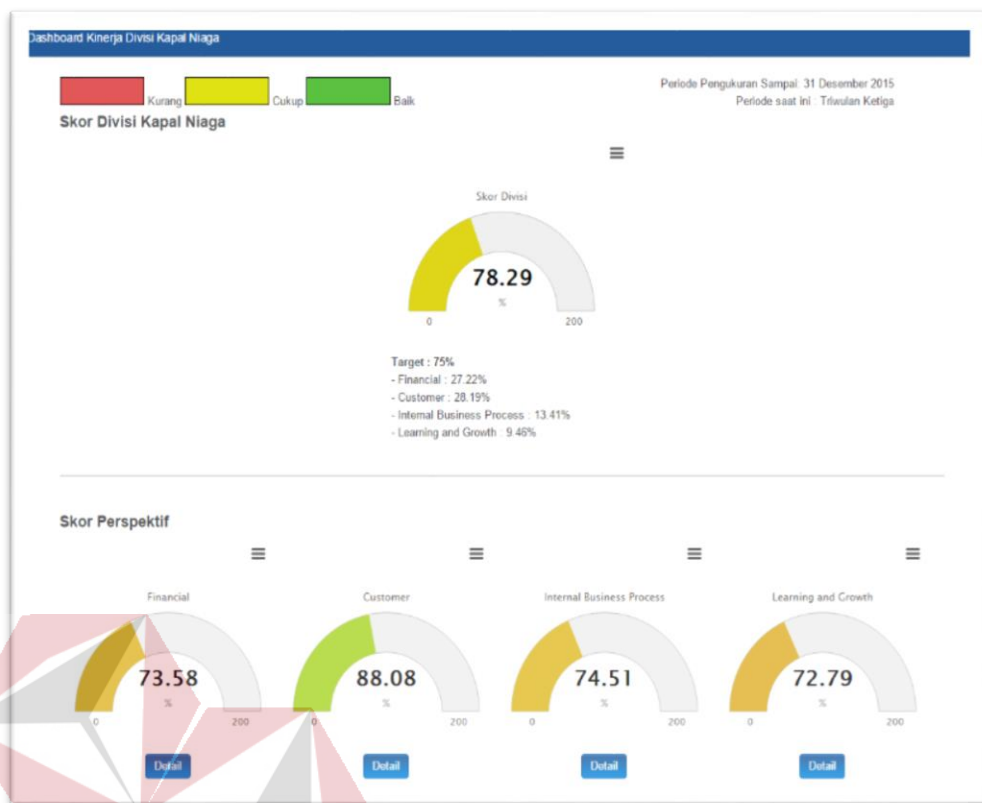 Dashboard Kinerja Divisi Kapal Niaga
Kurang Cukup Baik
Periode Pengukuran Sampai: 31 Desember 2015
Periode saat ini : Triwulan Ketiga
Skor Divisi Kapal Niaga
Skor Divisi
78.29
%
0 200
Target : 75%
- Financial : 27.22%
- Customer : 28.19%
- Internal Business Process : 13.41%
- Learning and Growth : 9.46%
Skor Perspektif
Financial Customer Internal Business Process Learning and Growth
73.58 88.08 74.51 72.79
% % % %
0 200 0 200 0 200 0 200
Detail Detail Detail Detail